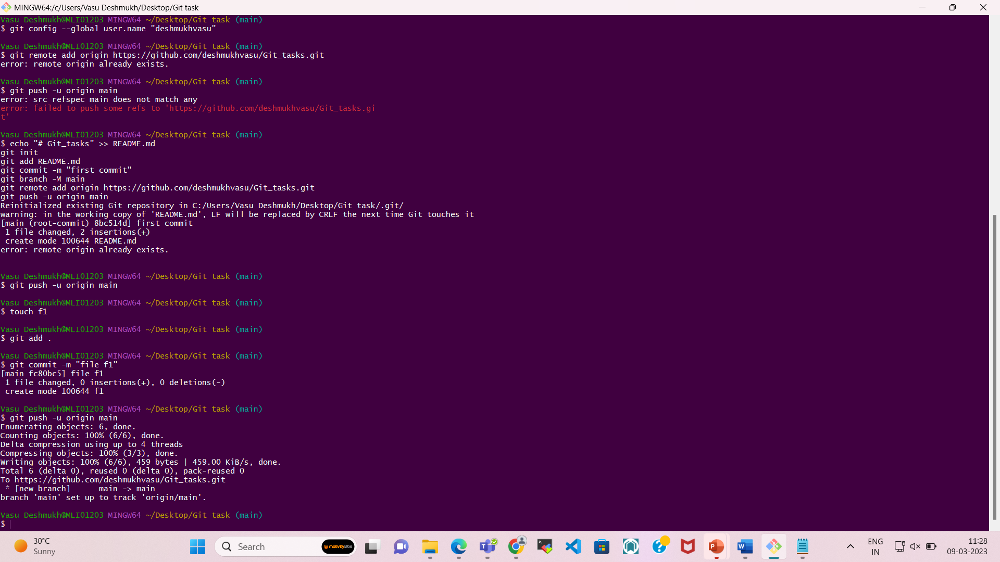 MINGW64:/c/Users/Vasu Deshmukh/Desktop/Git task
Vasu Deshmukh@MLI01203 MINGW64 ~/Desktop/Git task (main)
$ git config --global user.name "deshmukhvasu"
Vasu Deshmukh@MLI01203 MINGW64 ~/Desktop/Git task (main)
$ git remote add origin https://github.com/deshmukhvasu/Git_tasks.git
error: remote origin already exists.
Vasu Deshmukh@MLI01203 MINGW64 ~/Desktop/Git task (main)
$ git push -u origin main
error: src refspec main does not match any
error: failed to push some refs to 'https://github.com/deshmukhvasu/Git_tasks.gi
t'
Vasu Deshmukh@MLI01203 MINGW64 ~/Desktop/Git task (main)
$ echo "# Git_tasks" >> README.md
git init
git add README.md
git commit -m "first commit"
git branch -M main
git remote add origin https://github.com/deshmukhvasu/Git_tasks.git
git push -u origin main
Reinitialized existing Git repository in C:/Users/Vasu Deshmukh/Desktop/Git task/.git/
warning: in the working copy of 'README.md', LF will be replaced by CRLF the next time Git touches it
[main (root-commit) 8bc514d] first commit
 1 file changed, 2 insertions(+)
 create mode 100644 README.md
error: remote origin already exists.
Vasu Deshmukh@MLI01203 MINGW64 ~/Desktop/Git task (main)
$ git push -u origin main
Vasu Deshmukh@MLI01203 MINGW64 ~/Desktop/Git task (main)
$ touch f1
Vasu Deshmukh@MLI01203 MINGW64 ~/Desktop/Git task (main)
$ git add .
Vasu Deshmukh@MLI01203 MINGW64 ~/Desktop/Git task (main)
$ git commit -m "file f1"
[main fc80bc5] file f1
 1 file changed, 0 insertions(+), 0 deletions(-)
 create mode 100644 f1
Vasu Deshmukh@MLI01203 MINGW64 ~/Desktop/Git task (main)
$ git push -u origin main
Enumerating objects: 6, done.
Counting objects: 100% (6/6), done.
Delta compression using up to 4 threads
Compressing objects: 100% (3/3), done.
Writing objects: 100% (6/6), 459 bytes | 459.00 KiB/s, done.
Total 6 (delta 0), reused 0 (delta 0), pack-reused 0
To https://github.com/deshmukhvasu/Git_tasks.git
 * [new branch]      main -> main
branch 'main' set up to track 'origin/main'.
Vasu Deshmukh@MLI01203 MINGW64 ~/Desktop/Git task (main)
$
30°C
Sunny
Search
motivitylabs
ENG
IN
11:28
09-03-2023